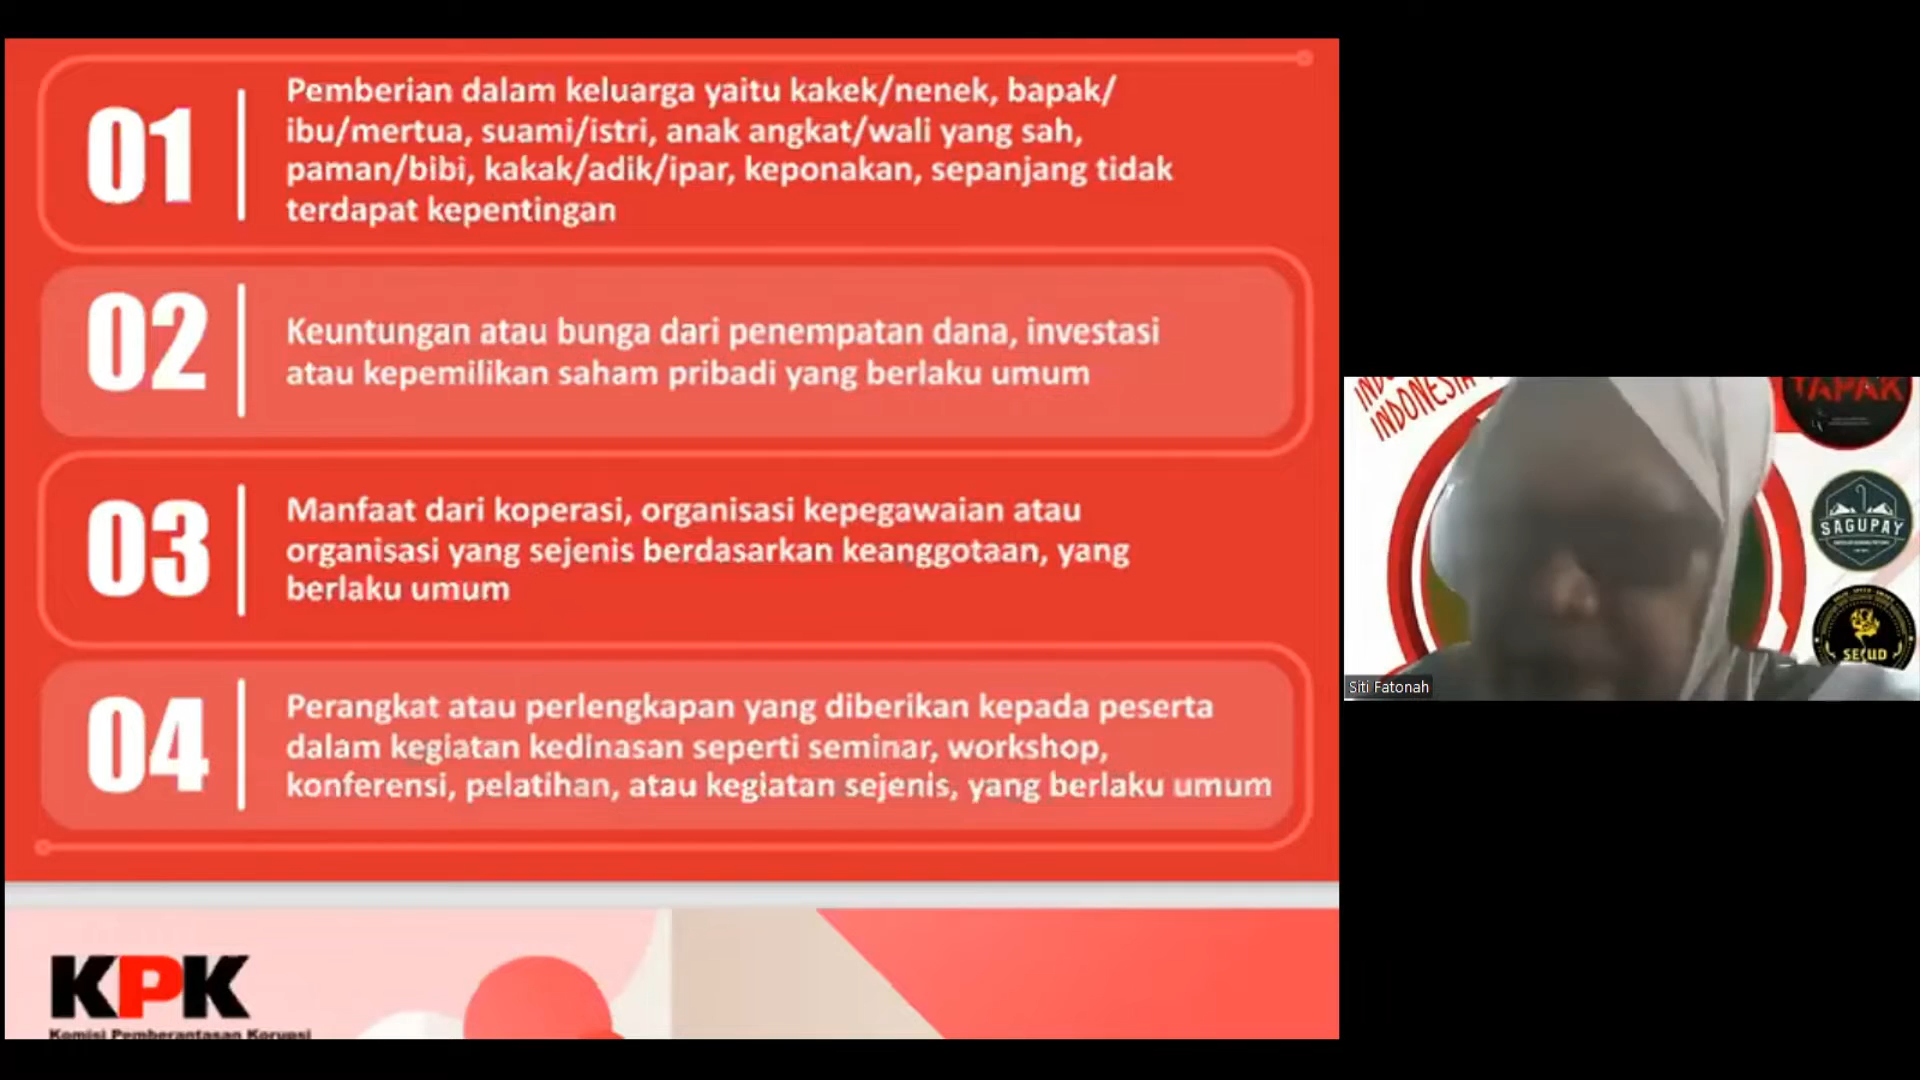 01
Pemberian dalam keluarga yaitu kakek/nenek, bapak/
ibu/mertua, suami/istri, anak angkat/wali yang sah,
paman/bibi, kakak/adik/ipar, keponakan, sepanjang tidak
terdapat kepentingan
02
Keuntungan atau bunga dari penempatan dana, investasi
atau kepemilikan saham pribadi yang berlaku umum
03
Manfaat dari koperasi, organisasi kepegawaian atau
organisasi yang sejenis berdasarkan keanggotaan, yang
berlaku umum
04
Perangkat atau perlengkapan yang diberikan kepada peserta
dalam kegiatan kedinasan seperti seminar, workshop,
konferensi, pelatihan, atau kegiatan sejenis, yang berlaku umum
KPK
Komisi Pemberantasan Korupsi
INDONESIA
TAPAK
SAGUPAY
Siti Fatonah